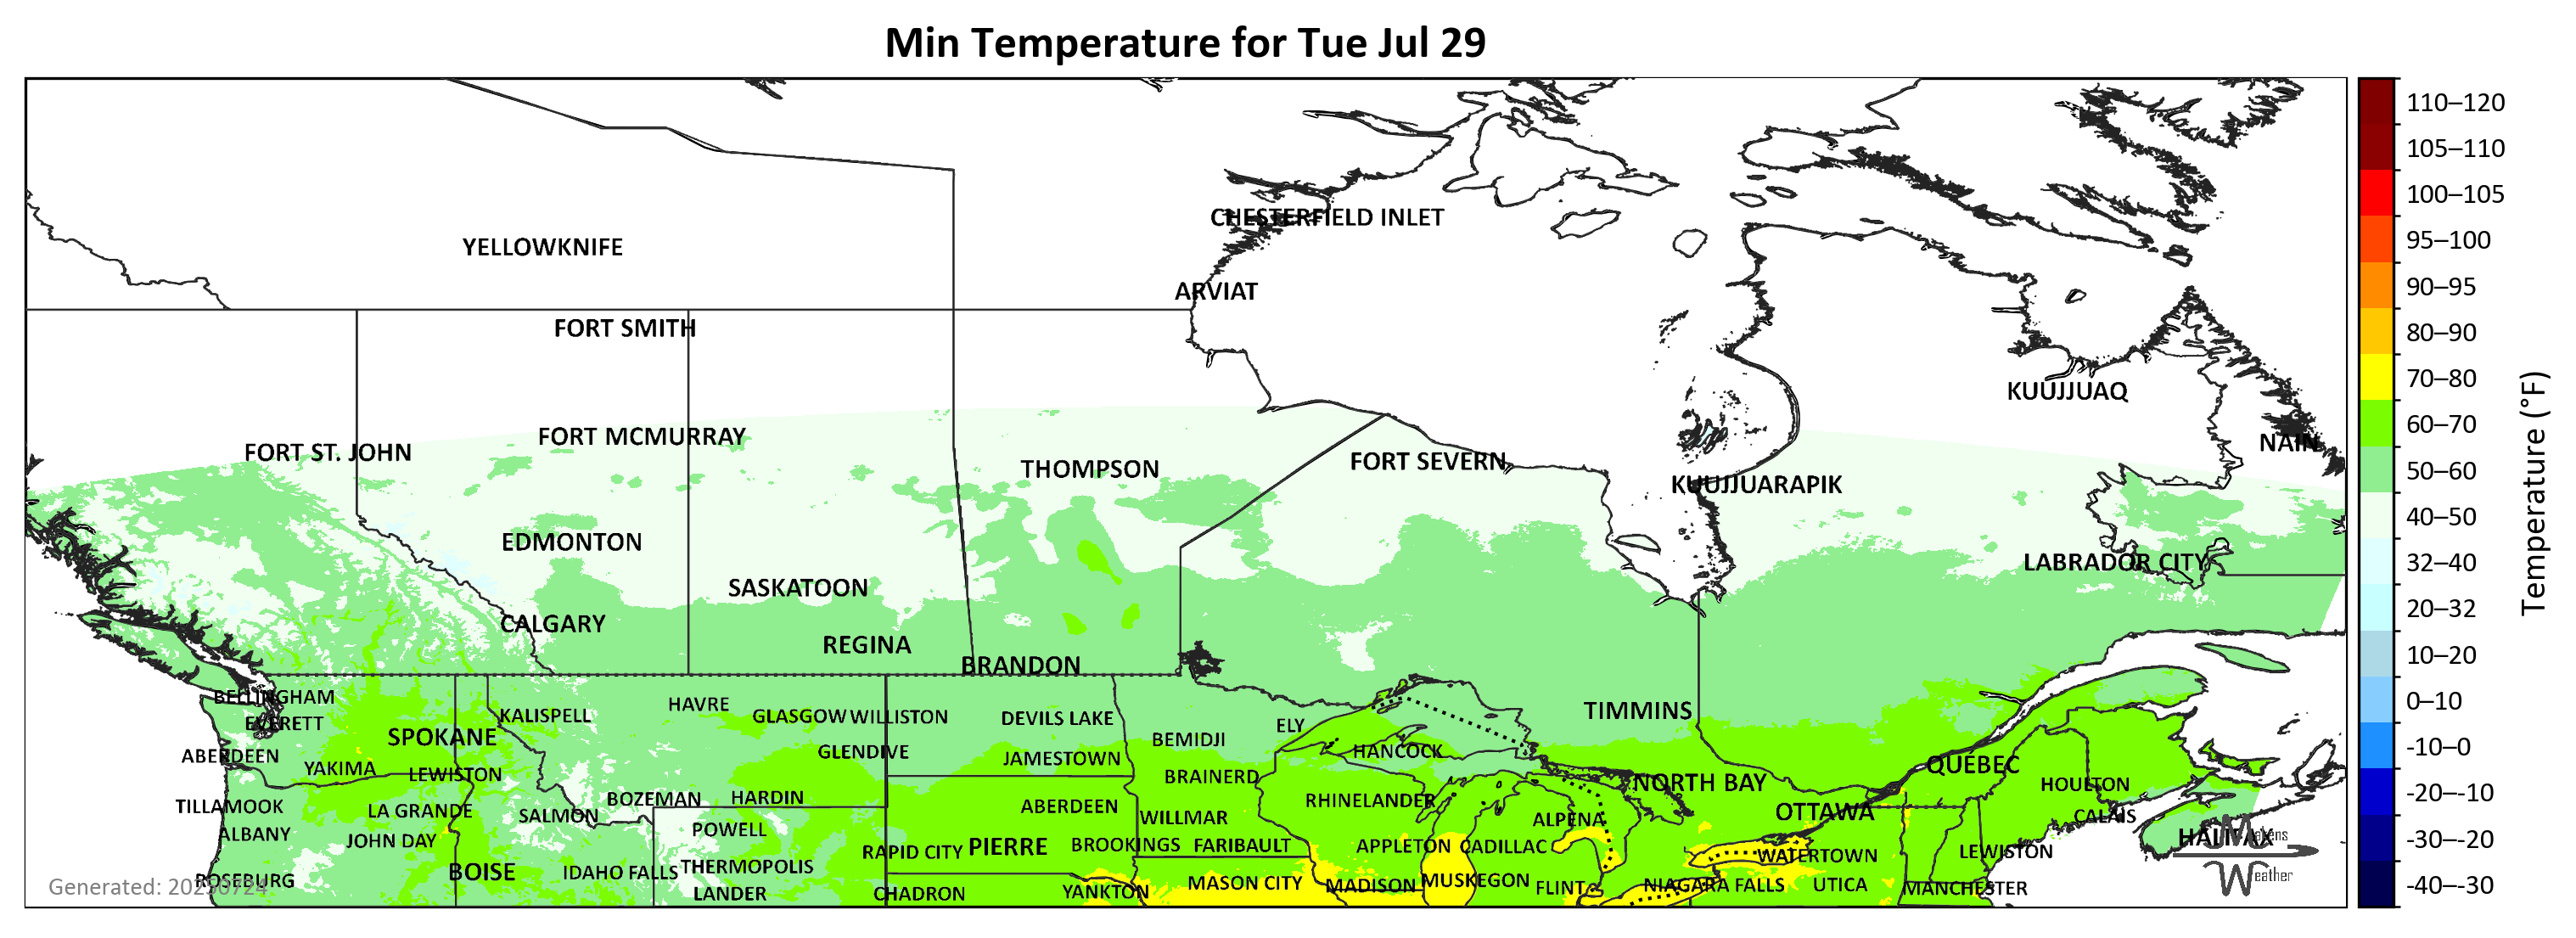 Min Temperature for Tue Jul 29
110–120
105–110
100–105
95–100
90–95
80–90
70–80
60–70
50–60
40–50
32–40
20–32
10–20
0–10
-10–0
-20–-10
-30–-20
-40–-30
Temperature (°F)
CHESTERFIELD INLET
YELLOWKNIFE
ARVIAT
FORT SMITH
KUUJJUAQ
FORT MCMURRAY
NAIN
FORT ST. JOHN
FORT SEVERN
THOMPSON
KUUJJUARAPIK
EDMONTON
LABRADOR CITY
SASKATOON
CALGARY
REGINA
BRANDON
BELLINGHAM
HAVRE
TIMMINS
KALISPELL
GLASGOW
WILLISTON
DEVILS LAKE
EVERETT
ELY
SPOKANE
BEMIDJI
HANCOCK
GLENDIVE
ABERDEEN
JAMESTOWN
QUÉBEC
YAKIMA
LEWISTON
BRAINERD
NORTH BAY
HOULTON
BOZEMAN
HARDIN
RHINELANDER
TILLAMOOK
ABERDEEN
LA GRANDE
SALMON
WILLMAR
OTTAWA
CALAIS
ALPENA
POWELL
ALBANY
HALIFAX
JOHN DAY
PIERRE
BROOKINGS
FARIBAULT
APPLETON
CADILLAC
RAPID CITY
LEWISTON
WATERTOWN
THERMOPOLIS
BOISE
IDAHO FALLS
ROSEBURG
MUSKEGON
MASON CITY
MADISON
NIAGARA FALLS
UTICA
FLINT
MANCHESTER
YANKTON
LANDER
CHADRON
Generated: 20250724
Makens
Weather